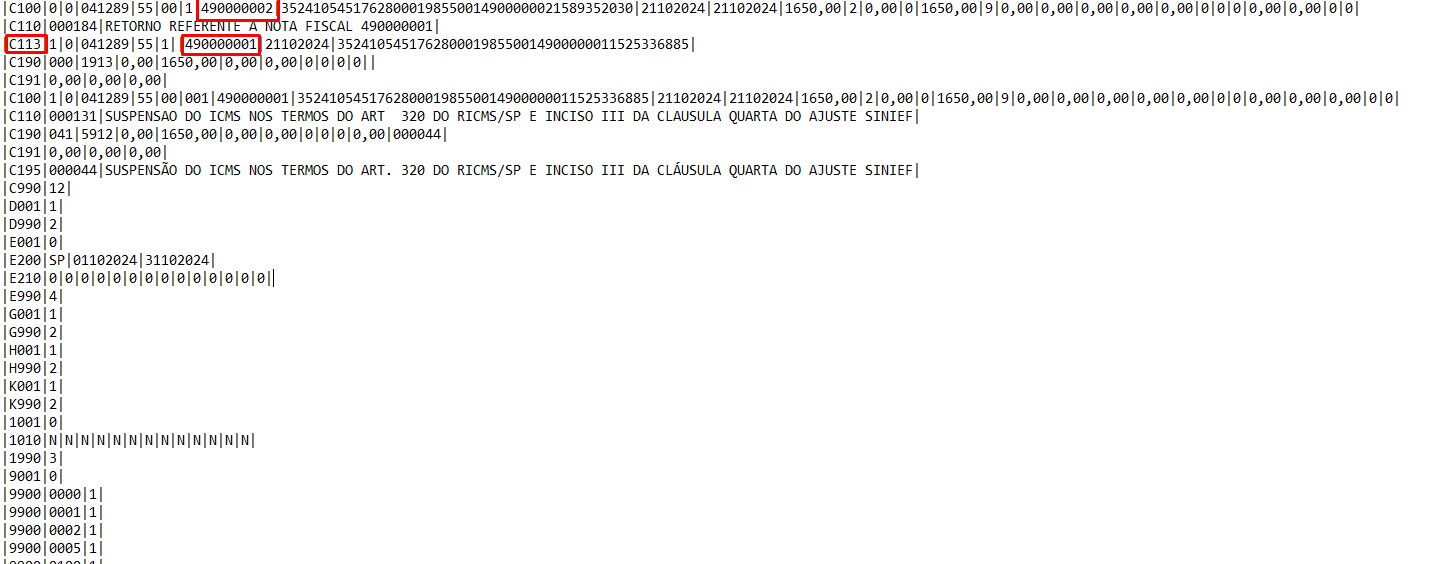 |C100|0|0|041289|55|00|1|490000002|35241054517628000198550014900000021589352030|21102024|21102024|1650,00|2|0,00|0|1650,00|9|0,00|0,00|0,00|0,00|0,00|0,00|0|0|0|0,00|0,00|0,00|0|0|
|C110|000184|RETORNO REFERENTE A NOTA FISCAL 490000001|
|C113|1|0|041289|55|1||490000001|21102024|35241054517628000198550014900000011525336885|
|C190|000|1913|0,00|1650,00|0,00|0,00|0|0|0|0||
|C191|0,00|0,00|0,00|
|C100|1|0|041289|55|00|001|490000001|35241054517628000198550014900000011525336885|21102024|21102024|1650,00|2|0,00|0|1650,00|9|0,00|0,00|0,00|0,00|0,00|0,00|0,00|0|0|0,00|0,00|0,00|0|0|
|C110|000131|SUSPENSAO DO ICMS NOS TERMOS DO ART  320 DO RICMS/SP E INCISO III DA CLAUSULA QUARTA DO AJUSTE SINIEF|
|C190|041|5912|0,00|1650,00|0,00|0,00|0|0|0|0,00|000044|
|C191|0,00|0,00|0,00|
|C195|000044|SUSPENSÃO DO ICMS NOS TERMOS DO ART. 320 DO RICMS/SP E INCISO III DA CLÁUSULA QUARTA DO AJUSTE SINIEF|
|C990|12|
|D001|1|
|D990|2|
|E001|0|
|E200|SP|01102024|31102024|
|E210|0|0|0|0|0|0|0|0|0|0|0|0|0|0|
|E990|4|
|G001|1|
|G990|2|
|H001|1|
|H990|2|
|K001|1|
|K990|2|
|1001|0|
|1010|N|N|N|N|N|N|N|N|N|N|N|N|N|
|1990|3|
|9001|0|
|9900|0000|1|
|9900|0001|1|
|9900|0002|1|
|9900|0005|1|
|9900|0100|1|